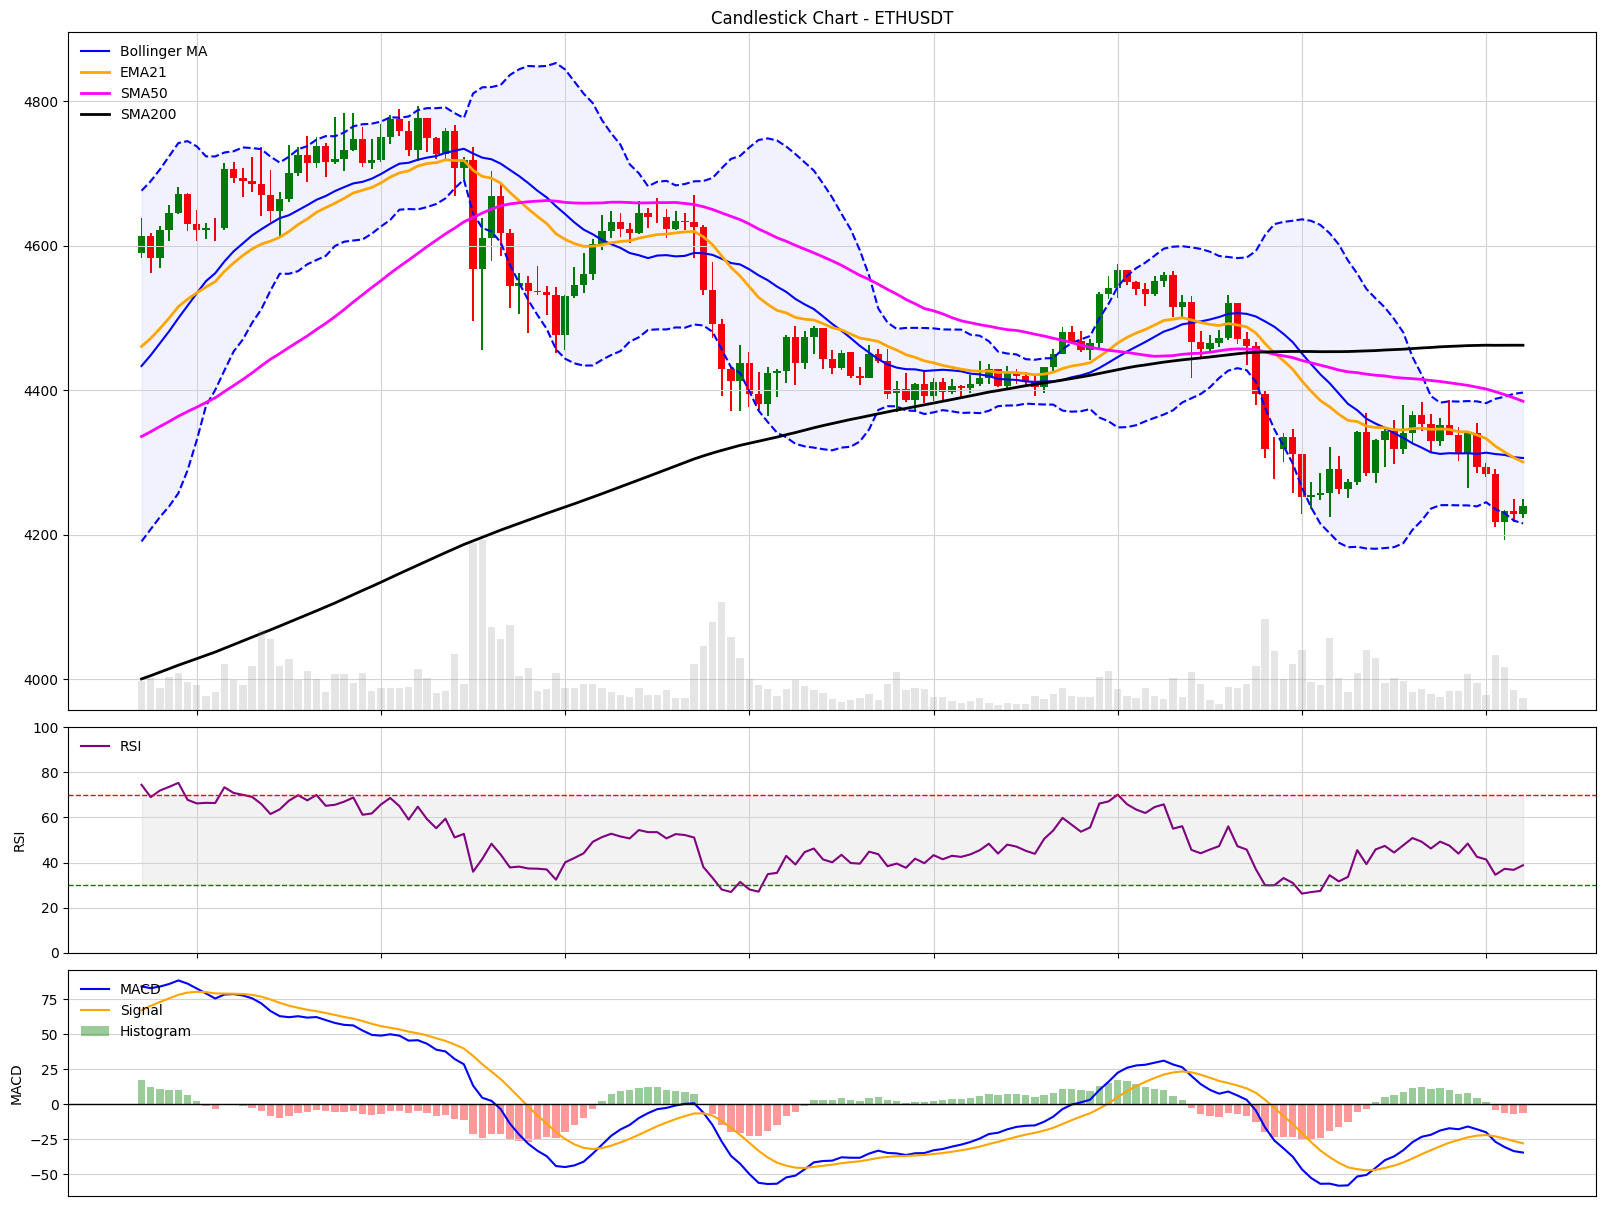 Candlestick Chart - ETHUSDT
Bollinger MA
EMA21
SMA50
SMA200
4800
4600
4400
4200
4000
100
80
60
40
20
0
RSI
RSI
75
50
25
0
−25
−50
MACD
MACD
Signal
Histogram